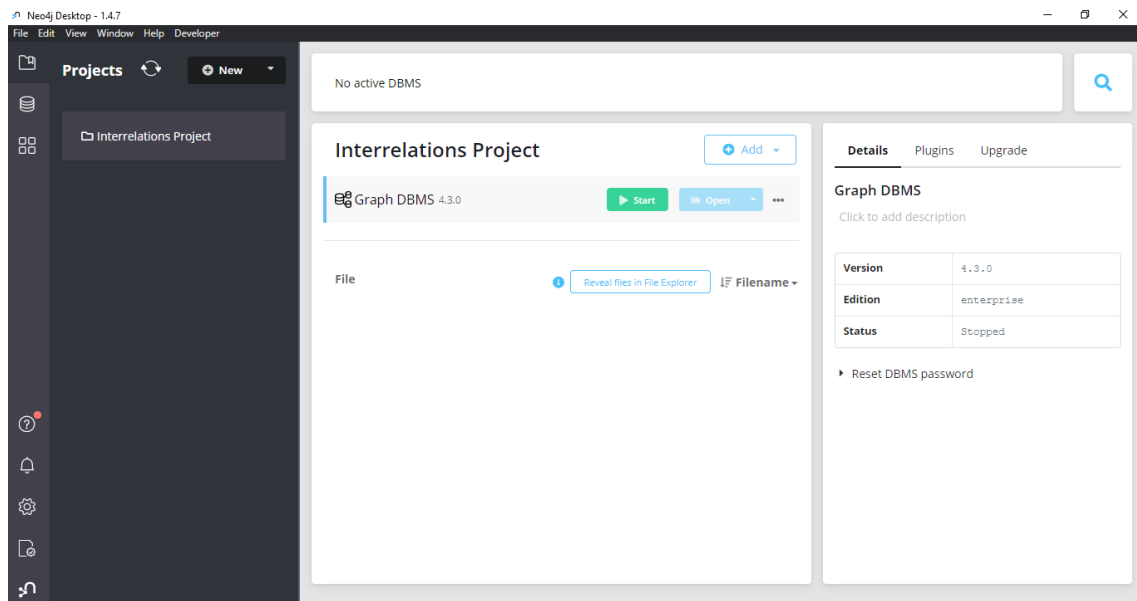 Neo4j Desktop - 1.4.7
File Edit View Window Help Developer
Projects
New
Interrelations Project
No active DBMS
Interrelations Project
Add
Graph DBMS 4.3.0
Start
Open
File
Reveal files in File Explorer
Filename
Details Plugins Upgrade
Graph DBMS
Click to add description
Version 4.3.0
Edition enterprise
Status Stopped
Reset DBMS password